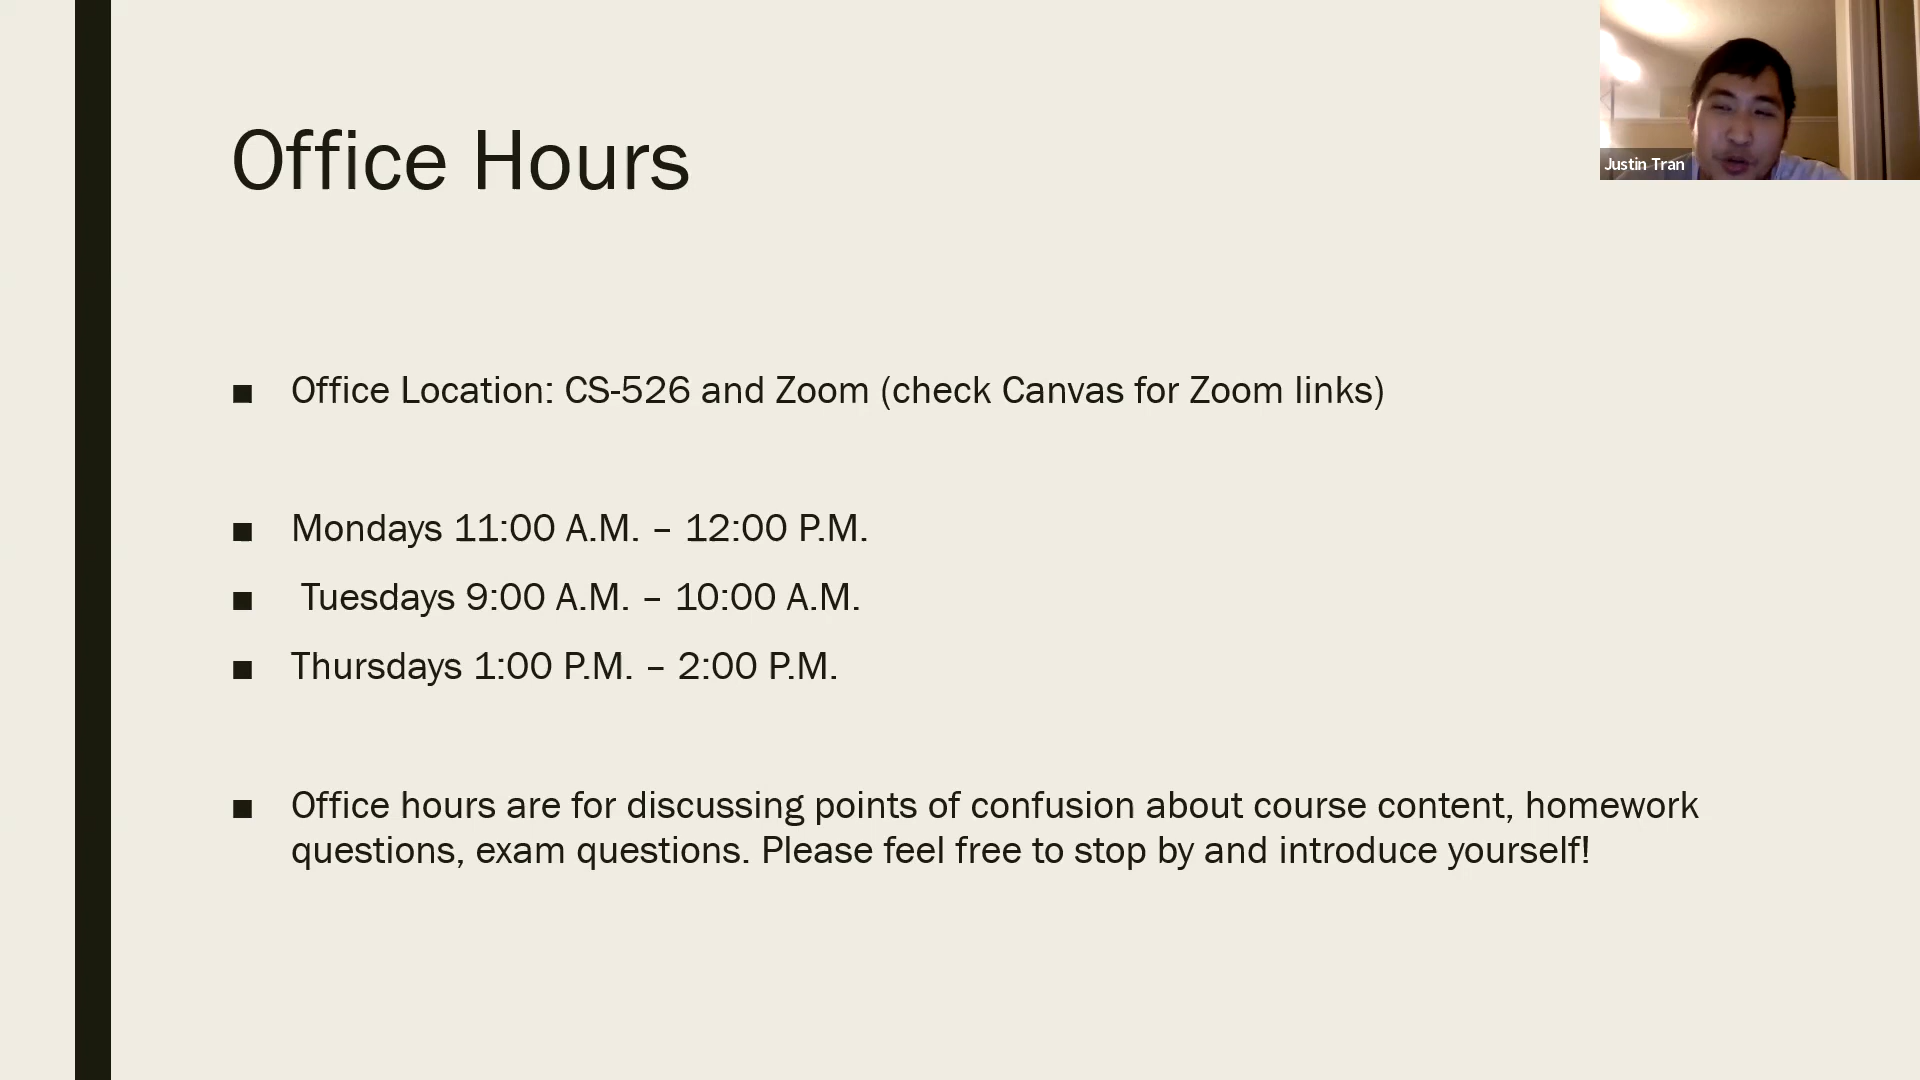 Office Hours
Justin Tran
■ Office Location: CS-526 and Zoom (check Canvas for Zoom links)
■ Mondays 11:00 A.M. – 12:00 P.M.
■ Tuesdays 9:00 A.M. – 10:00 A.M.
■ Thursdays 1:00 P.M. – 2:00 P.M.
■ Office hours are for discussing points of confusion about course content, homework
questions, exam questions. Please feel free to stop by and introduce yourself!